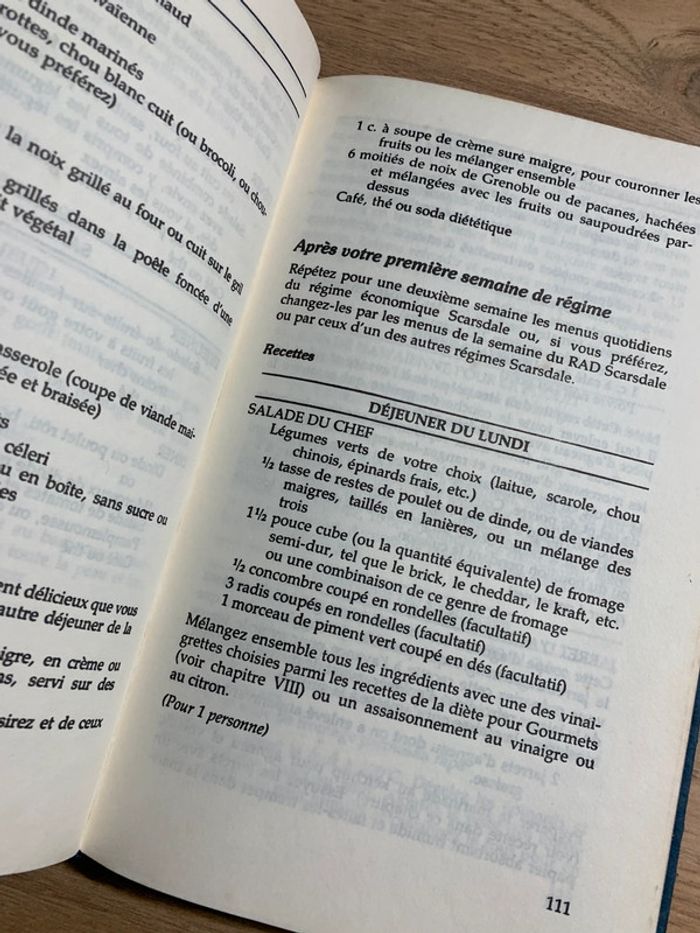 naud
waïenne
dinde marinés
rottes, chou blanc cuit (ou brocoli, ou chou-
vous préférez)
la noix grillé au four ou cuit sur le gril
grillés dans la poêle foncée d'une
t végétal
asserole (coupe de viande mai-
ée et braisée)
ts
céleri
u en boîte, sans sucre ou
es
ent délicieux que vous
autre déjeuner de la
aigre, en crème ou
as, servi sur des
sirez et de ceux
1 c. à soupe de crème sure maigre, pour couronner les
fruits ou les mélanger ensemble
6 moitiés de noix de Grenoble ou de pacanes, hachées
et mélangées avec les fruits ou saupoudrées par-
dessus
Café, thé ou soda diététique
Après votre première semaine de régime
Répétez pour une deuxième semaine les menus quotidiens
du régime économique Scarsdale ou, si vous préférez,
changez-les par les menus de la semaine du RAD Scarsdale
ou par ceux d'un des autres régimes Scarsdale.
Recettes
DÉJEUNER DU LUNDI
SALADE DU CHEF
Légumes verts de votre choix (laitue, scarole, chou
chinois, épinards frais, etc.)
½ tasse de restes de poulet ou de dinde, ou de viandes
maigres, taillés en lanières, ou un mélange des
trois
1½ pouce cube (ou la quantité équivalente) de fromage
semi-dur, tel que le brick, le cheddar, le kraft, etc.
ou une combinaison de ce genre de fromage
½ concombre coupé en rondelles (facultatif)
3 radis coupés en rondelles (facultatif)
1 morceau de piment vert coupé en dés (facultatif)
Mélangez ensemble tous les ingrédients avec une des vinai-
grettes choisies parmi les recettes de la diète pour Gourmets
(voir chapitre VIII) ou un assaisonnement au vinaigre ou
au citron.
(Pour 1 personne)
111